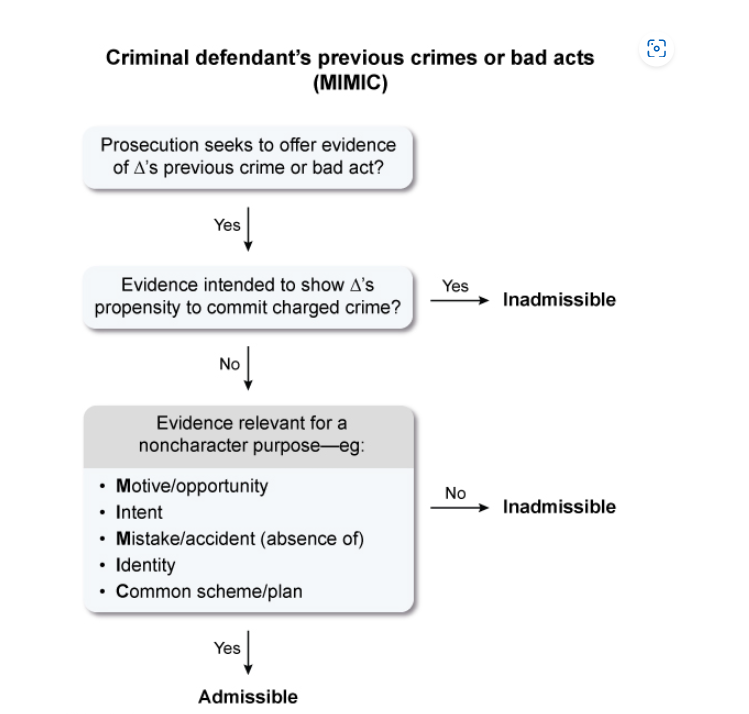 Criminal defendant’s previous crimes or bad acts
(MIMIC)
Prosecution seeks to offer evidence
of Δ’s previous crime or bad act?
Yes
Evidence intended to show Δ’s
propensity to commit charged crime?
Yes
Inadmissible
No
Evidence relevant for a
noncharacter purpose—eg:
• Motive/opportunity
• Intent
• Mistake/accident (absence of)
• Identity
• Common scheme/plan
No
Inadmissible
Yes
Admissible